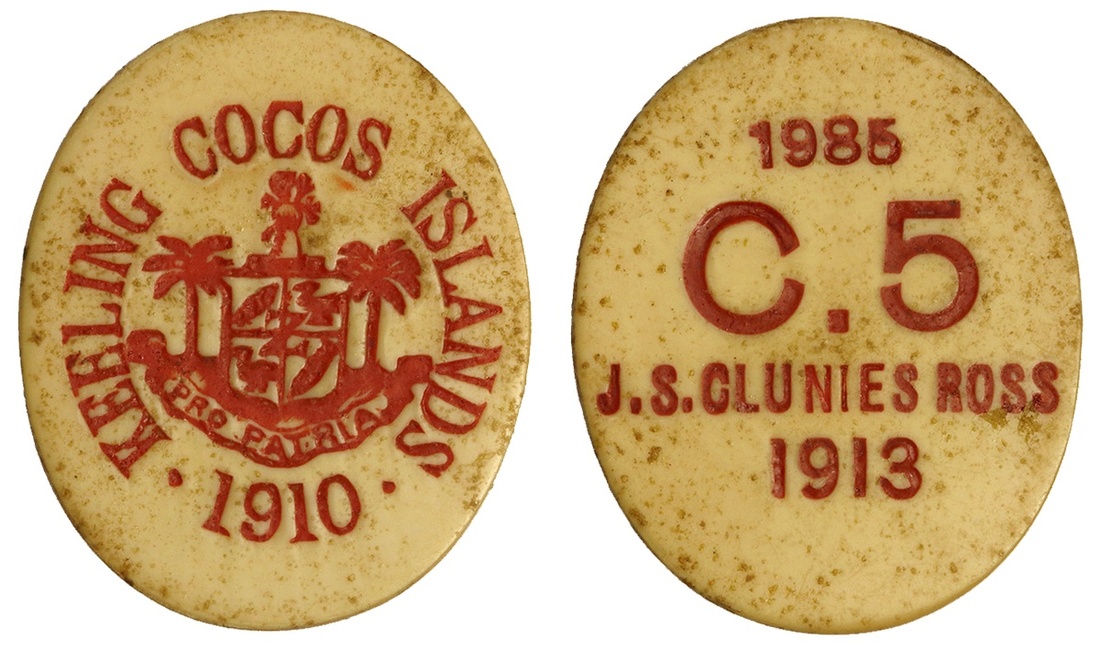 KEELING COCOS ISLANDS
PRO PATRIA
· 1910 ·
1985
C.5
J.S.CLUNIES ROSS
1913